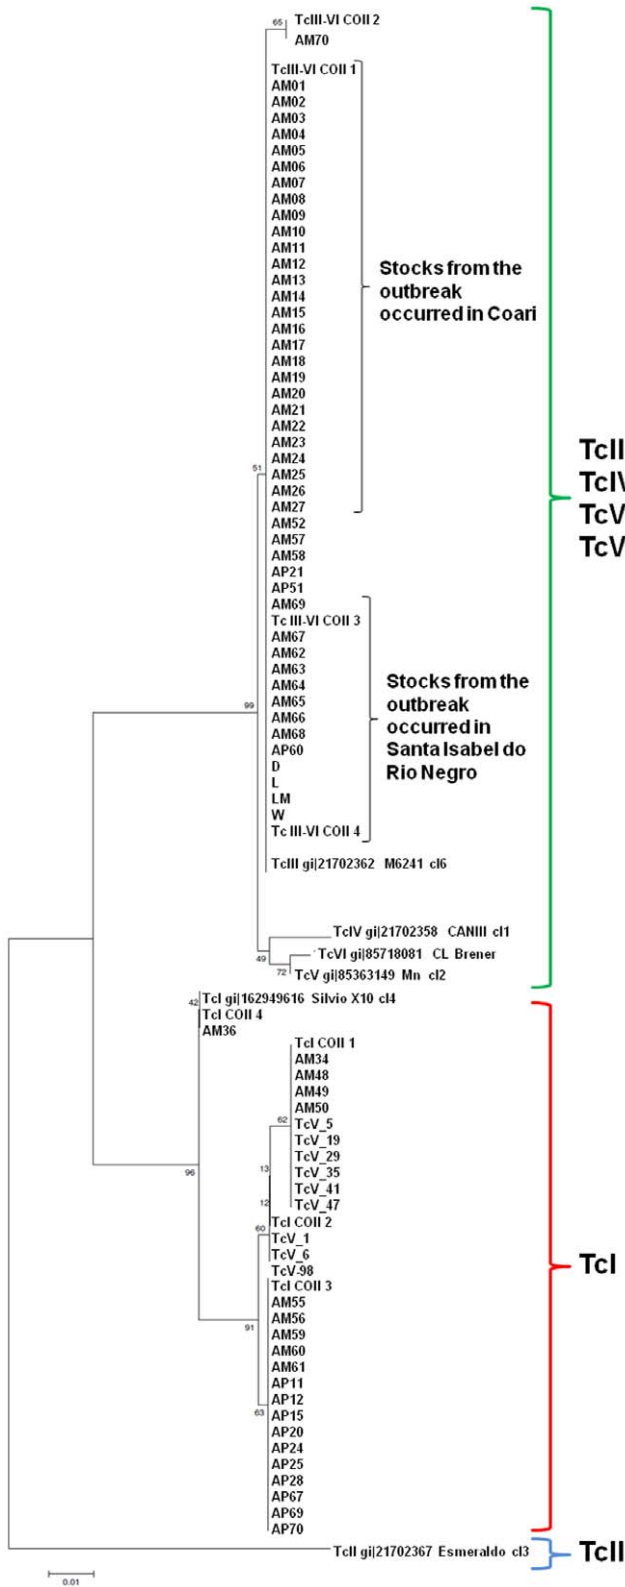 65
TcIII-VI COII 2
AM70
TcIII-VI COII 1
AM01
AM02
AM03
AM04
AM05
AM06
AM07
AM08
AM09
AM10
AM11
AM12
AM13
AM14
AM15
AM16
AM17
AM18
AM19
AM20
AM21
AM22
AM23
AM24
AM25
AM26
AM27
AM52
AM57
AM58
AP21
AP51
AM69
Tc III-VI COII 3
AM67
AM62
AM63
AM64
AM65
AM66
AM68
AP60
D
L
LM
W
Tc III-VI COII 4
TcIII gi|21702362 M6241 cl6
51
99
Stocks from the
outbreak
occurred in Coari
Stocks from the
outbreak
occurred in
Santa Isabel do
Rio Negro
TcII
TcIV
TcV
TcV
TcIV gi|21702358 CANIII cl1
TcVI gi|85718081 CL Brener
49
72
TcV gi|85363149 Mn cl2
42
TcI gi|162949616 Silvio X10 cl4
TcI COII 4
AM36
TcI COII 1
AM34
AM48
AM49
AM50
62
TcV_5
TcV_19
TcV_29
TcV_35
TcV_41
TcV_47
13
12
96
60
TcI COII 2
TcV_1
TcV_6
TcV-98
TcI COII 3
AM55
AM56
AM59
AM60
AM61
AP11
AP12
AP15
AP20
AP24
AP25
AP28
AP67
AP69
AP70
91
63
TcI
TcII gi|21702367 Esmeraldo cl3
TcII
0.01